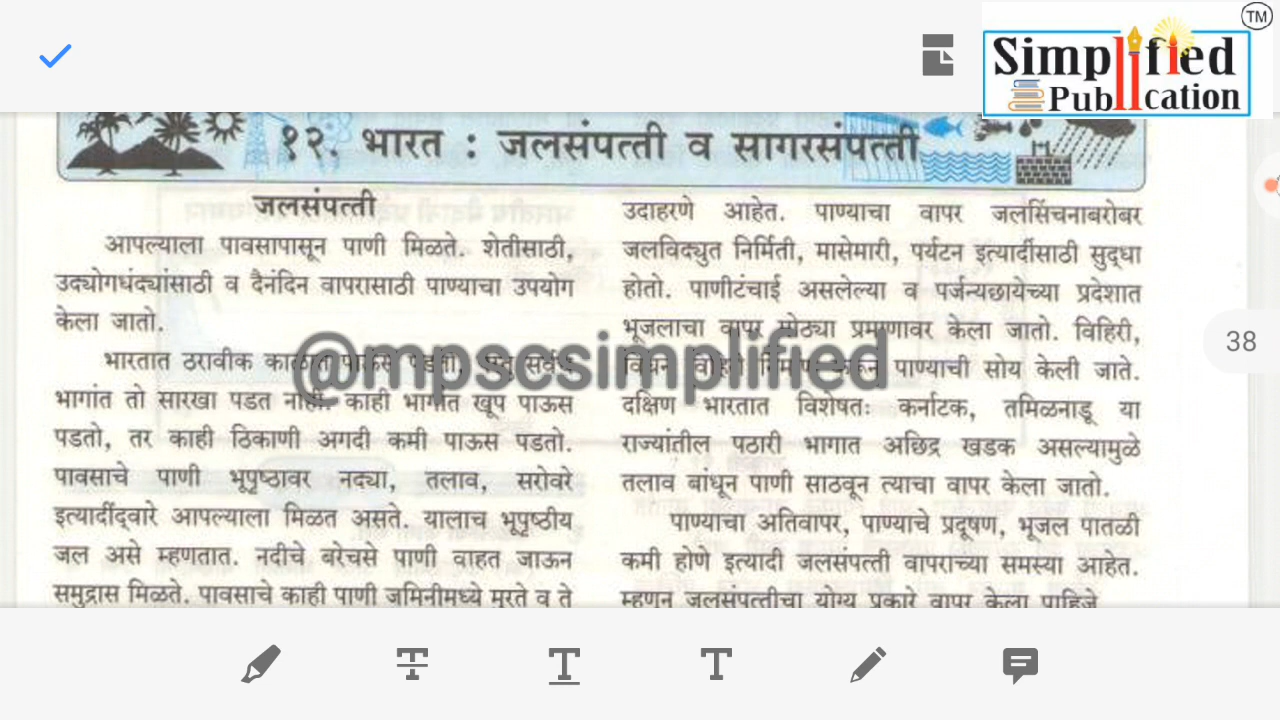 TM
Simplified
Publication
१२. भारत : जलसंपत्ती व सागरसंपत्ती
जलसंपत्ती
आपल्याला पावसापासून पाणी मिळते. शेतीसाठी,
उद्योगधंद्यांसाठी व दैनंदिन वापरासाठी पाण्याचा उपयोग
केला जातो.
भारतात ठरावीक काळात पाऊस पडतो,
भागांत तो सारखा पडत नाही. काही भागांत खूप पाऊस
पडतो, तर काही ठिकाणी अगदी कमी पाऊस पडतो.
पावसाचे पाणी भूपृष्ठावर नद्या, तलाव, सरोवरे
इत्यादींद्वारे आपल्याला मिळत असते. यालाच भूपृष्ठीय
जल असे म्हणतात. नदीचे बरेचसे पाणी वाहत जाऊन
समुद्रास मिळते. पावसाचे काही पाणी जमिनीमध्ये मुरते व ते
उदाहरणे आहेत. पाण्याचा वापर जलसिंचनाबरोबर
जलविद्युत निर्मिती, मासेमारी, पर्यटन इत्यादींसाठी सुद्धा
होतो. पाणीटंचाई असलेल्या व पर्जन्यछायेच्या प्रदेशात
भूजलाचा वापर मोठ्या प्रमाणावर केला जातो. विहिरी,
करून पाण्याची सोय केली जाते.
दक्षिण भारतात विशेषतः कर्नाटक, तमिळनाडू या
राज्यांतील पठारी भागात अछिद्र खडक असल्यामुळे
तलाव बांधून पाणी साठवून त्याचा वापर केला जातो.
पाण्याचा अतिवापर, पाण्याचे प्रदूषण, भूजल पातळी
कमी होणे इत्यादी जलसंपत्ती वापराच्या समस्या आहेत.
म्हणून जलसंपत्तीचा योग्य प्रकारे वापर केला पाहिजे
@mpscsimplified
38